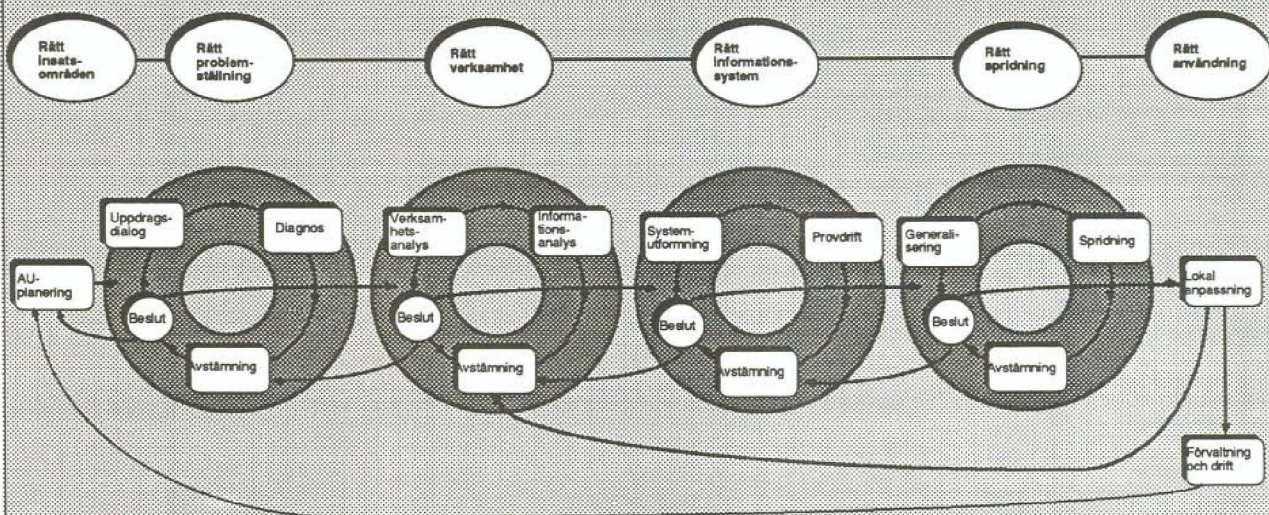 Rätt
insats-
områden
Rätt
problem-
ställning
Rätt
verksamhet
Rätt
informations-
system
Rätt
spridning
Rätt
användning
Uppdrags-
dialog
Diagnos
Verksam-
hets-
analys
Informa-
tions-
analys
System-
utformning
Provdrift
Generali-
sering
Spridning
AU-
planering
Lokal
anpassning
Beslut
Beslut
Beslut
Beslut
Avstämning
Avstämning
Avstämning
Avstämning
Förvaltning
och drift